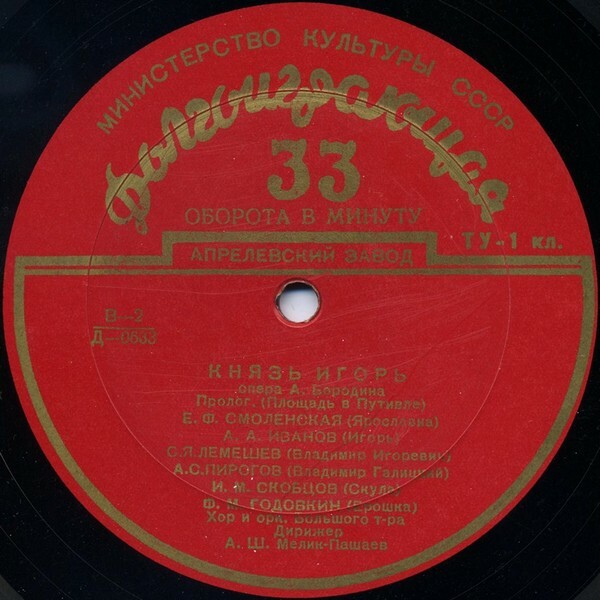 МИНИСТЕРСТВО КУЛЬТУРЫ СССР
Долгоиграющая
33
ОБОРОТА В МИНУТУ
ТУ-1 кл.
АПРЕЛЕВСКИЙ ЗАВОД
В—2
Д—0633
КНЯЗЬ ИГОРЬ
опера А. Бородина
Пролог. (Площадь в Путивле)
Е. Ф. СМОЛЕНСКАЯ (Ярославна)
А. А. ИВАНОВ (Игорь)
С. Я. ЛЕМЕШЕВ (Владимир Игоревич)
А. С. ПИРОГОВ (Владимир Галицкий)
И. М. СКОБЦОВ (Скула)
Ф. М. ГОДОВКИН (Ерошка)
Хор и орк. Большого т-ра
Дирижер
А. Ш. Мелик-Пашаев